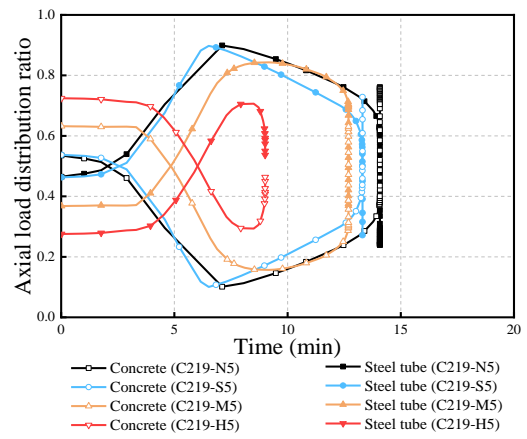 Axial load distribution ratio
1.0
0.8
0.6
0.4
0.2
0.0
0 5 10 15 20
Time (min)
Concrete (C219-N5) Steel tube (C219-N5)
Concrete (C219-S5) Steel tube (C219-S5)
Concrete (C219-M5) Steel tube (C219-M5)
Concrete (C219-H5) Steel tube (C219-H5)